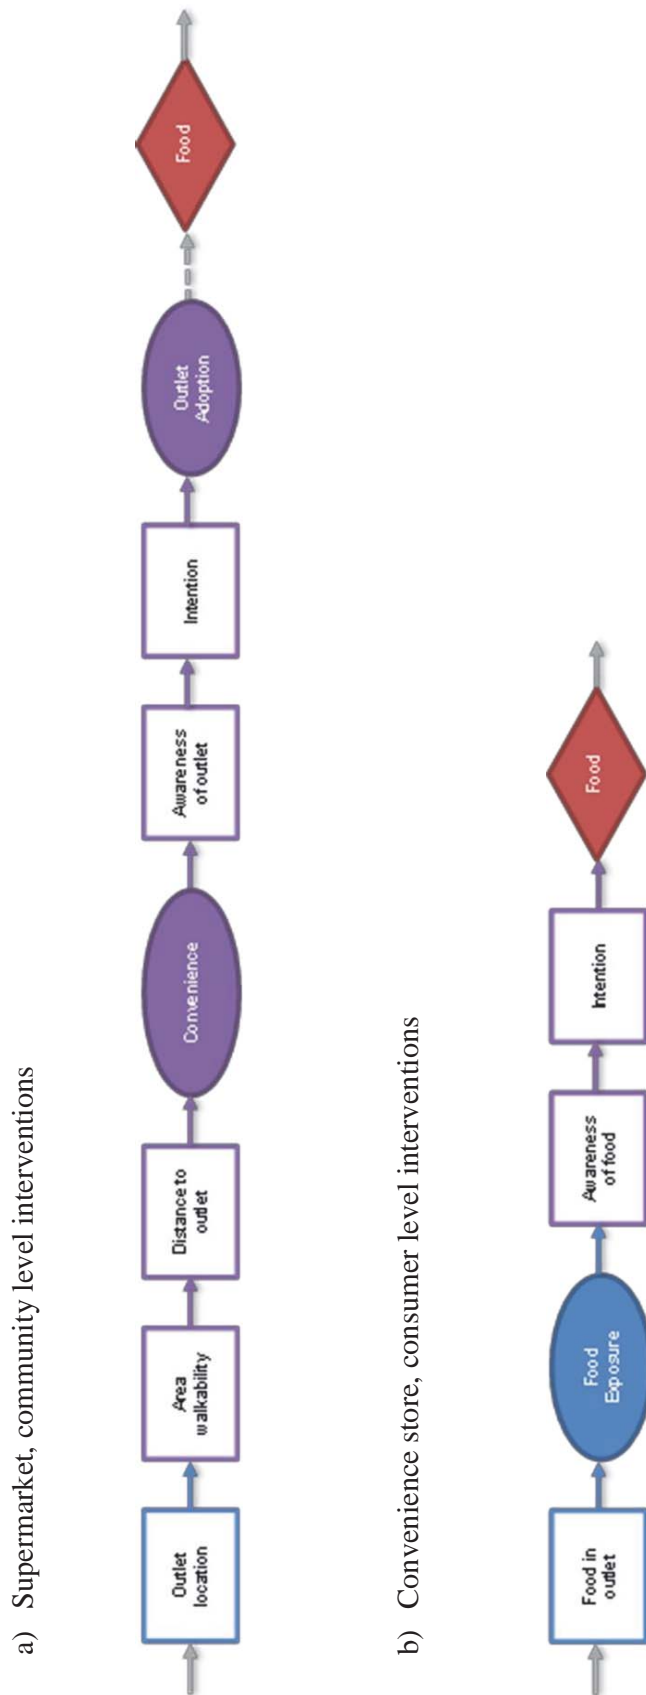 a) Supermarket, community level interventions
Outlet
location
Area
walkability
Distance to
outlet
Convenience
Awareness
of outlet
Intention
Outlet
Adoption
Food
b) Convenience store, consumer level interventions
Food in
outlet
Food
Exposure
Awareness
of food
Intention
Food